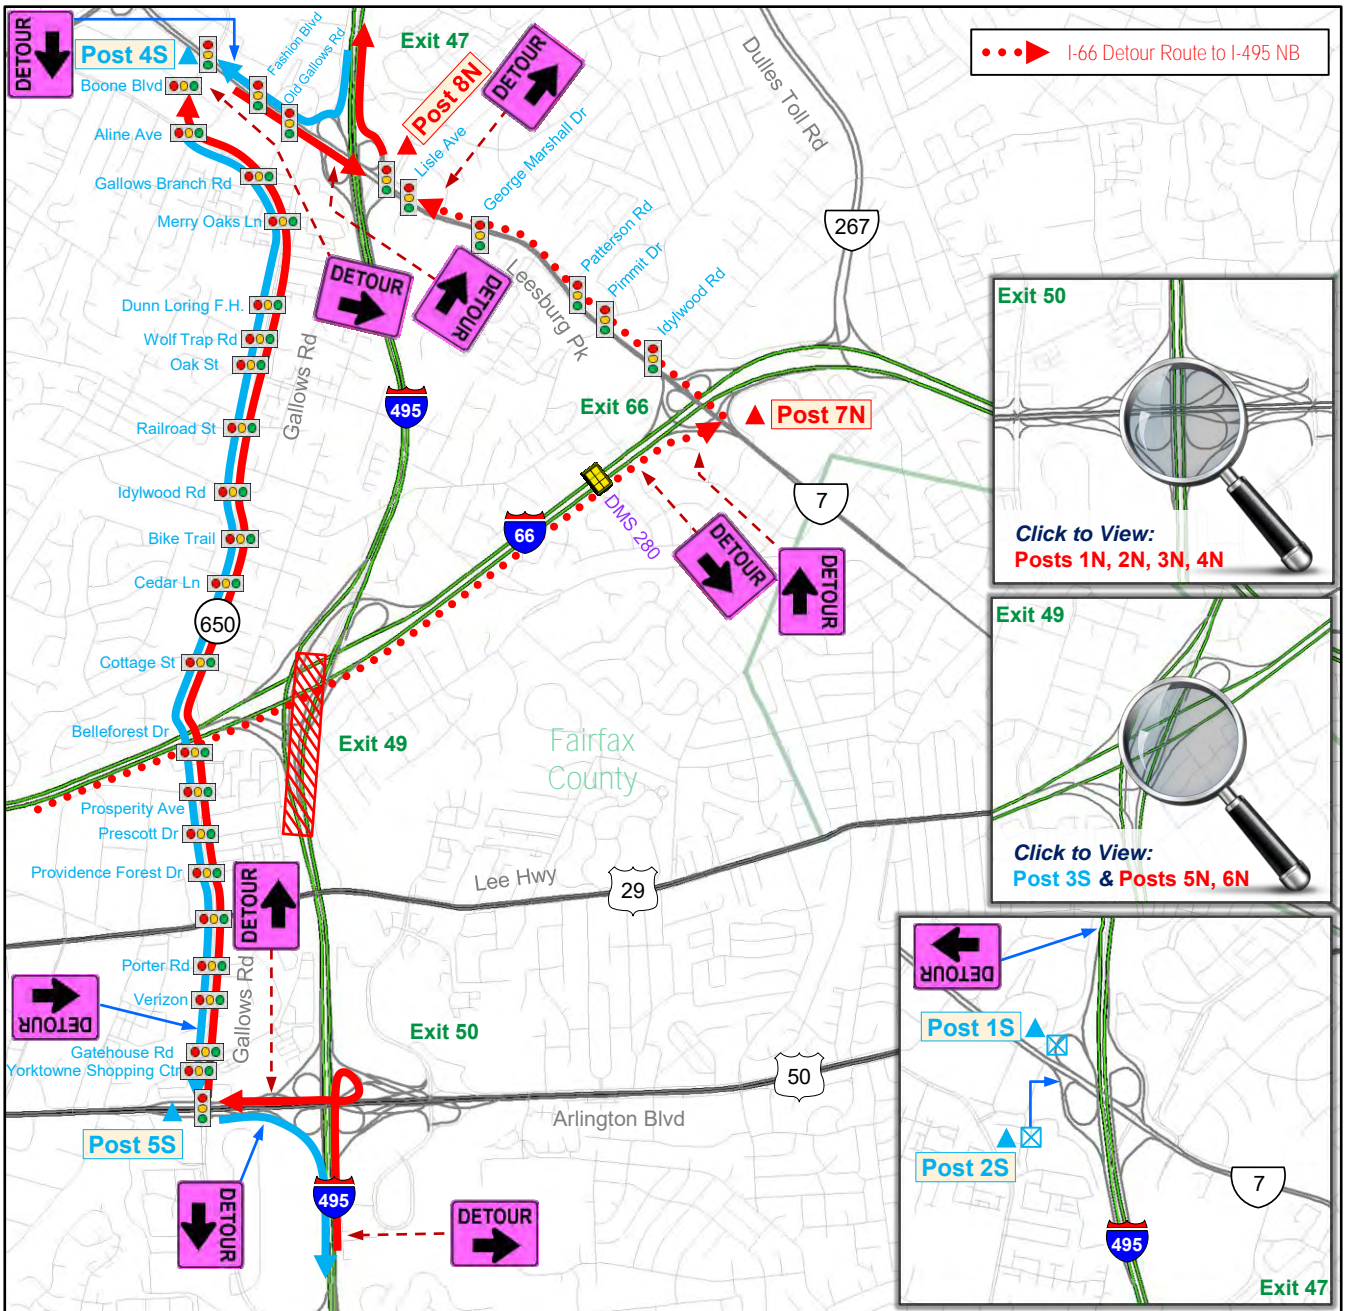 DETOUR
Post 4S
Fashion Blvd
Old Gallows Rd
Exit 47
Post 8N
DETOUR
Lisle Ave
George Marshall Dr
Dulles Toll Rd
I-66 Detour Route to I-495 NB
Boone Blvd
Aline Ave
Gallows Branch Rd
Merry Oaks Ln
Dunn Loring F.H.
Wolf Trap Rd
Oak St
Railroad St
Idylwood Rd
Bike Trail
Cedar Ln
650
Cottage St
Belleforest Dr
Prosperity Ave
Prescott Dr
Providence Forest Dr
Porter Rd
Verizon
Gatehouse Rd
Yorktowne Shopping Ctr
Gallows Rd
DETOUR
DETOUR
Leesburg Pk
Patterson Rd
Pimmit Dr
Idylwood Rd
267
495
Exit 66
Post 7N
7
66
DMS 280
DETOUR
DETOUR
Exit 49
Fairfax
County
Lee Hwy
29
DETOUR
DETOUR
Gallows Rd
Exit 50
50
Arlington Blvd
Post 5S
DETOUR
495
DETOUR
Exit 50
Click to View:
Posts 1N, 2N, 3N, 4N
Exit 49
Click to View:
Post 3S & Posts 5N, 6N
DETOUR
Post 1S
Post 2S
7
495
Exit 47